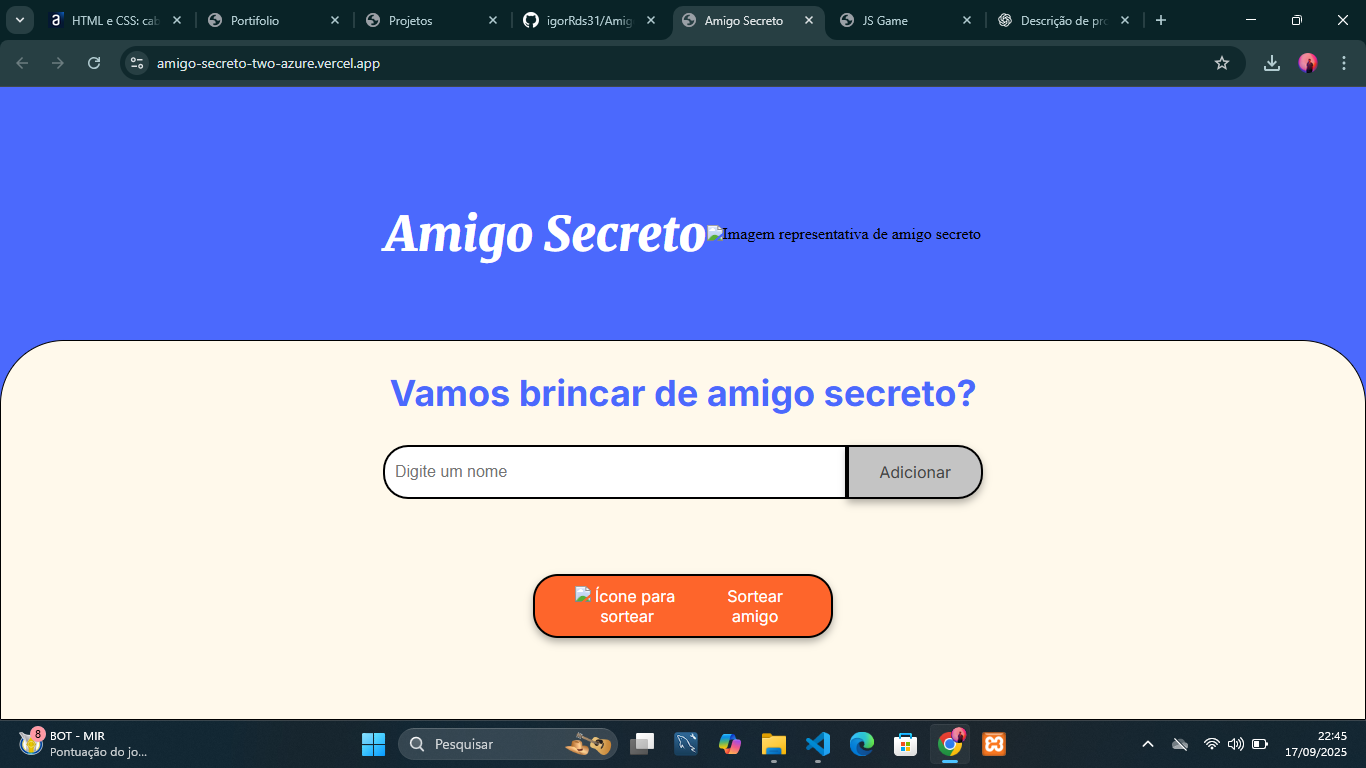 HTML e CSS: cab
Portifolio
Projetos
igorRds31/Amig
Amigo Secreto
JS Game
Descrição de pro
amigo-secreto-two-azure.vercel.app
Amigo Secreto
Imagem representativa de amigo secreto
Vamos brincar de amigo secreto?
Digite um nome
Adicionar
Ícone para
sortear
Sortear
amigo
8
BOT - MIR
Pontuação do jo...
Pesquisar
22:45
17/09/2025